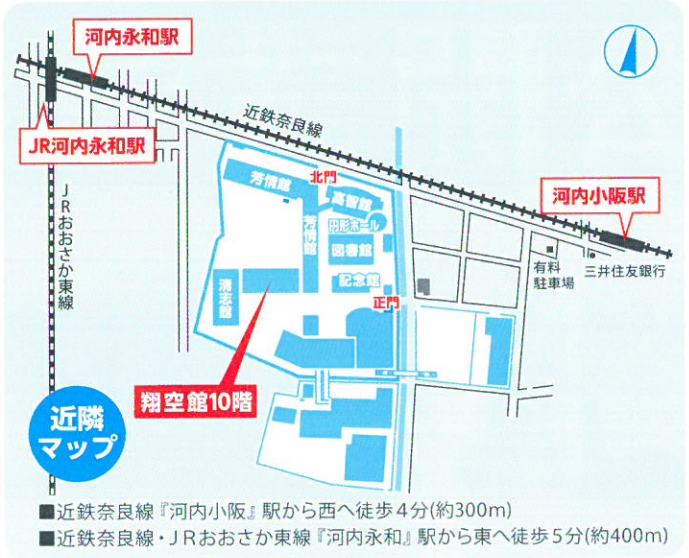 河内永和駅
近鉄奈良線
JR河内永和駅
北門
芳情館
高智館
河内小阪駅
円形ホール
芳情館
図書館
JRおおさか東線
有料
駐車場
三井住友銀行
清志館
記念館
正門
翔空館10階
近隣
マップ
■近鉄奈良線『河内小阪』駅から西へ徒歩4分(約300m)
■近鉄奈良線・JRおおさか東線『河内永和』駅から東へ徒歩5分(約400m)